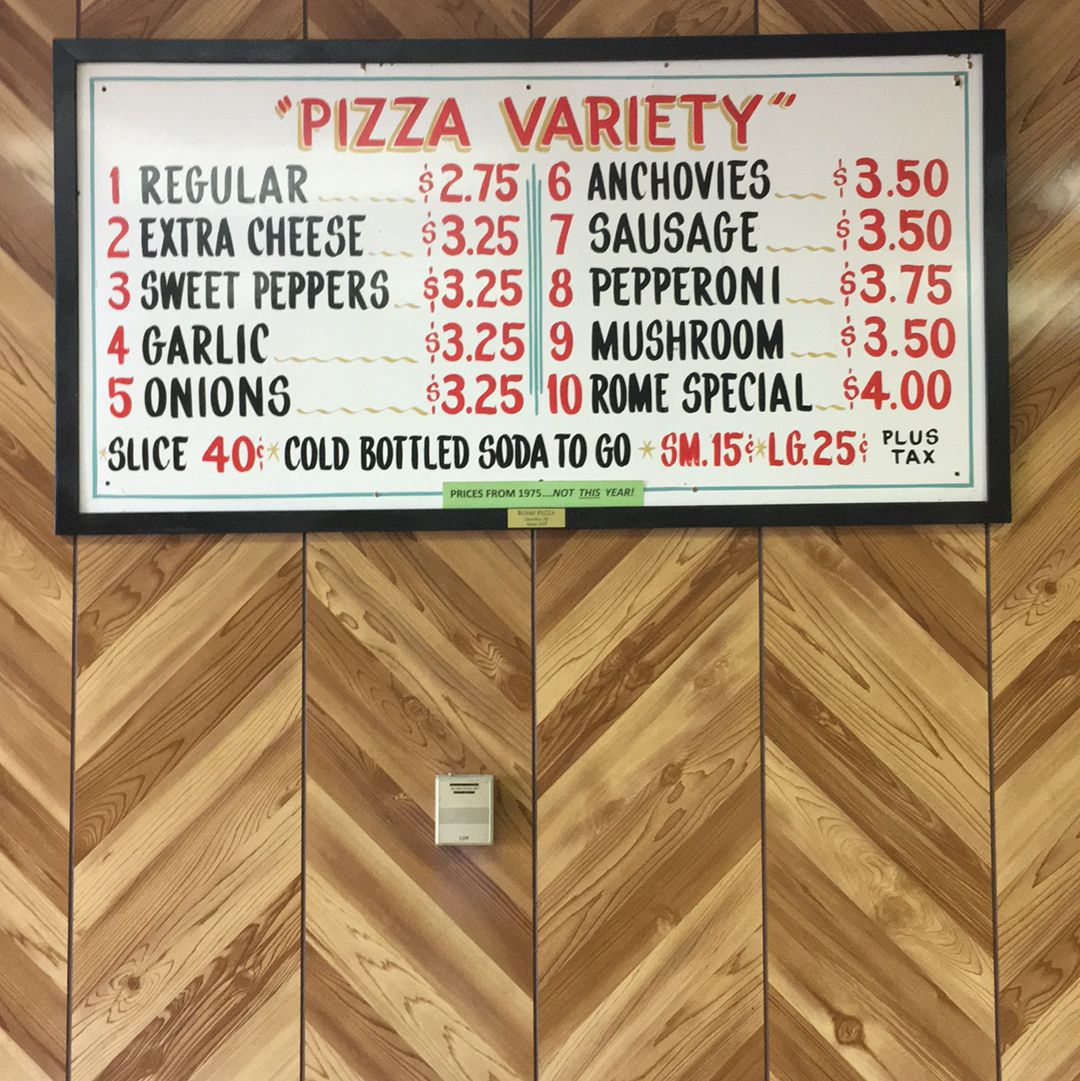 "PIZZA VARIETY"
1 REGULAR $2.75
2 EXTRA CHEESE $3.25
3 SWEET PEPPERS $3.25
4 GARLIC $3.25
5 ONIONS $3.25
6 ANCHOVIES $3.50
7 SAUSAGE $3.50
8 PEPPERONI $3.75
9 MUSHROOM $3.50
10 ROME SPECIAL $4.00
*SLICE 40¢*COLD BOTTLED SODA TO GO *SM.15¢*LG.25¢ PLUS TAX
PRICES FROM 1975....NOT THIS YEAR!
ROME PIZZA